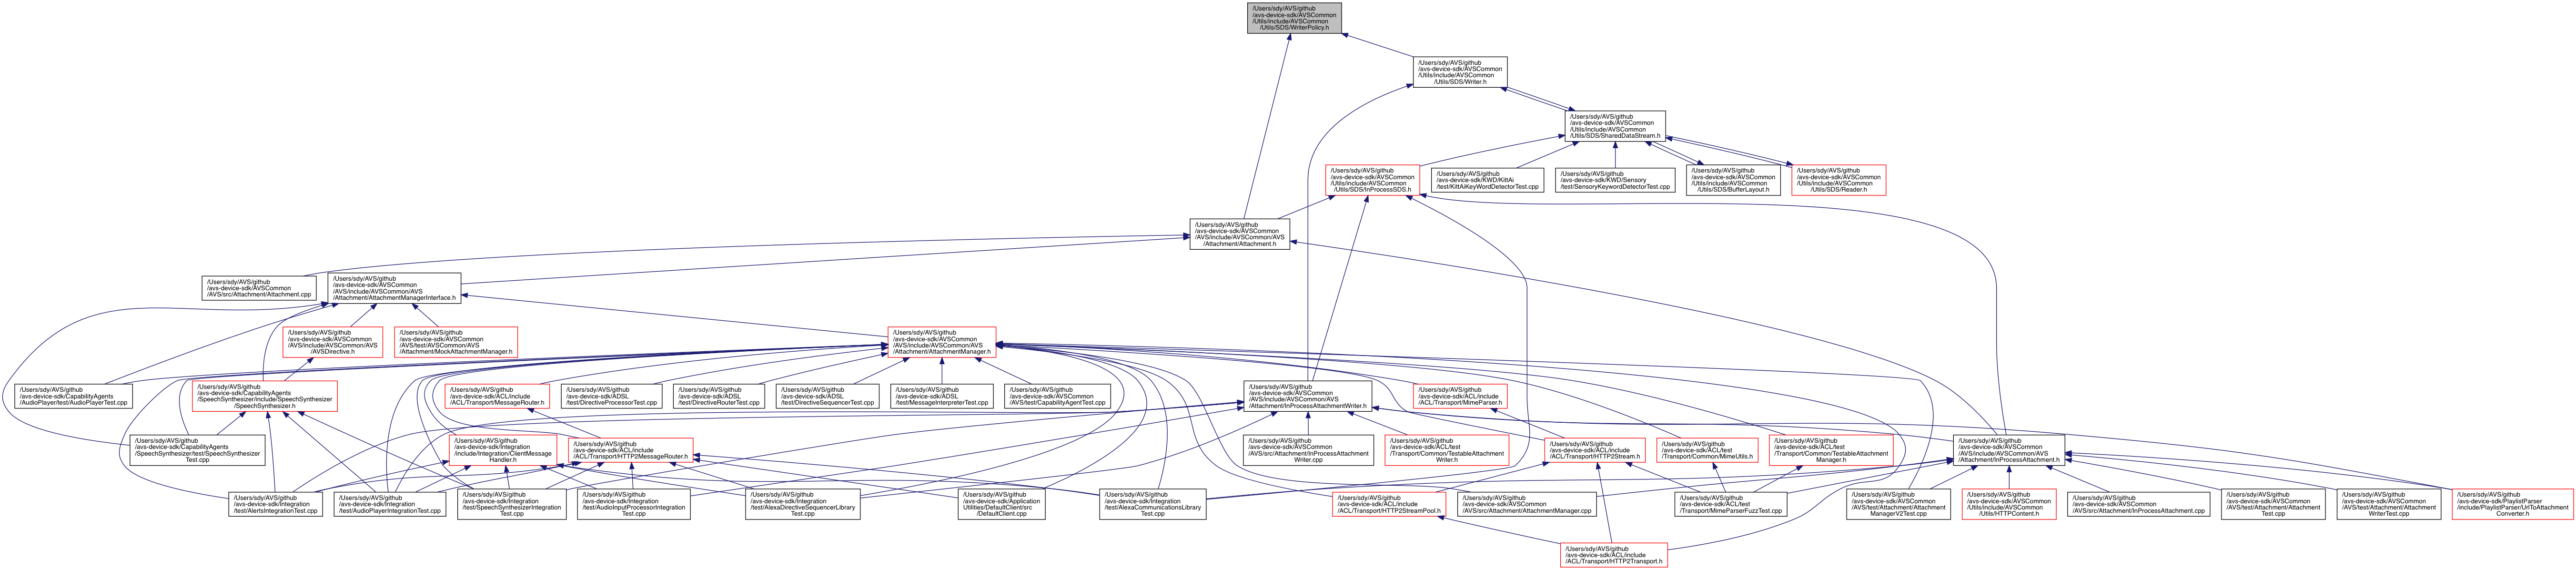 /Users/sdy/AVS/github
/avs-device-sdk/AVSCommon
/Utils/include/AVSCommon
/Utils/SDS/WriterPolicy.h
/Users/sdy/AVS/github
/avs-device-sdk/AVSCommon
/Utils/include/AVSCommon
/Utils/SDS/Writer.h
/Users/sdy/AVS/github
/avs-device-sdk/AVSCommon
/Utils/include/AVSCommon
/Utils/SDS/SharedDataStream.h
/Users/sdy/AVS/github
/avs-device-sdk/AVSCommon
/Utils/include/AVSCommon
/Utils/SDS/InProcessSDS.h
/Users/sdy/AVS/github
/avs-device-sdk/KWD/KittAi
/test/KittAiKeyWordDetectorTest.cpp
/Users/sdy/AVS/github
/avs-device-sdk/KWD/Sensory
/test/SensoryKeywordDetectorTest.cpp
/Users/sdy/AVS/github
/avs-device-sdk/AVSCommon
/Utils/include/AVSCommon
/Utils/SDS/BufferLayout.h
/Users/sdy/AVS/github
/avs-device-sdk/AVSCommon
/Utils/include/AVSCommon
/Utils/SDS/Reader.h
/Users/sdy/AVS/github
/avs-device-sdk/AVSCommon
/AVS/include/AVSCommon/AVS
/Attachment/Attachment.h
/Users/sdy/AVS/github
/avs-device-sdk/AVSCommon
/AVS/src/Attachment/Attachment.cpp
/Users/sdy/AVS/github
/avs-device-sdk/AVSCommon
/AVS/include/AVSCommon/AVS
/Attachment/AttachmentManagerInterface.h
/Users/sdy/AVS/github
/avs-device-sdk/AVSCommon
/AVS/include/AVSCommon/AVS
/AVSDirective.h
/Users/sdy/AVS/github
/avs-device-sdk/AVSCommon
/AVS/test/AVSCommon/AVS
/Attachment/MockAttachmentManager.h
/Users/sdy/AVS/github
/avs-device-sdk/AVSCommon
/AVS/include/AVSCommon/AVS
/Attachment/AttachmentManager.h
/Users/sdy/AVS/github
/avs-device-sdk/CapabilityAgents
/AudioPlayer/test/AudioPlayerTest.cpp
/Users/sdy/AVS/github
/avs-device-sdk/CapabilityAgents
/SpeechSynthesizer/include/SpeechSynthesizer
/SpeechSynthesizer.h
/Users/sdy/AVS/github
/avs-device-sdk/ACL/include
/ACL/Transport/MessageRouter.h
/Users/sdy/AVS/github
/avs-device-sdk/ADSL
/test/DirectiveProcessorTest.cpp
/Users/sdy/AVS/github
/avs-device-sdk/ADSL
/test/DirectiveRouterTest.cpp
/Users/sdy/AVS/github
/avs-device-sdk/ADSL
/test/DirectiveSequencerTest.cpp
/Users/sdy/AVS/github
/avs-device-sdk/ADSL
/test/MessageInterpreterTest.cpp
/Users/sdy/AVS/github
/avs-device-sdk/AVSCommon
/AVS/test/CapabilityAgentTest.cpp
/Users/sdy/AVS/github
/avs-device-sdk/AVSCommon
/AVS/include/AVSCommon/AVS
/Attachment/InProcessAttachmentWriter.h
/Users/sdy/AVS/github
/avs-device-sdk/ACL/include
/ACL/Transport/MimeParser.h
/Users/sdy/AVS/github
/avs-device-sdk/CapabilityAgents
/SpeechSynthesizer/test/SpeechSynthesizer
Test.cpp
/Users/sdy/AVS/github
/avs-device-sdk/Integration
/include/Integration/ClientMessage
Handler.h
/Users/sdy/AVS/github
/avs-device-sdk/ACL/include
/ACL/Transport/HTTP2MessageRouter.h
/Users/sdy/AVS/github
/avs-device-sdk/AVSCommon
/AVS/src/Attachment/InProcessAttachment
Writer.cpp
/Users/sdy/AVS/github
/avs-device-sdk/ACL/test
/Transport/Common/TestableAttachment
Writer.h
/Users/sdy/AVS/github
/avs-device-sdk/ACL/include
/ACL/Transport/HTTP2Stream.h
/Users/sdy/AVS/github
/avs-device-sdk/ACL/test
/Transport/Common/MimeUtils.h
/Users/sdy/AVS/github
/avs-device-sdk/ACL/test
/Transport/Common/TestableAttachment
Manager.h
/Users/sdy/AVS/github
/avs-device-sdk/AVSCommon
/AVS/include/AVSCommon/AVS
/Attachment/InProcessAttachment.h
/Users/sdy/AVS/github
/avs-device-sdk/Integration
/test/AlertsIntegrationTest.cpp
/Users/sdy/AVS/github
/avs-device-sdk/Integration
/test/AudioPlayerIntegrationTest.cpp
/Users/sdy/AVS/github
/avs-device-sdk/Integration
/test/SpeechSynthesizerIntegration
Test.cpp
/Users/sdy/AVS/github
/avs-device-sdk/Integration
/test/AudioInputProcessorIntegration
Test.cpp
/Users/sdy/AVS/github
/avs-device-sdk/Integration
/test/AlexaDirectiveSequencerLibrary
Test.cpp
/Users/sdy/AVS/github
/avs-device-sdk/Application
Utilities/DefaultClient/src
/DefaultClient.cpp
/Users/sdy/AVS/github
/avs-device-sdk/Integration
/test/AlexaCommunicationsLibrary
Test.cpp
/Users/sdy/AVS/github
/avs-device-sdk/ACL/include
/ACL/Transport/HTTP2StreamPool.h
/Users/sdy/AVS/github
/avs-device-sdk/AVSCommon
/AVS/src/Attachment/AttachmentManager.cpp
/Users/sdy/AVS/github
/avs-device-sdk/ACL/test
/Transport/MimeParserFuzzTest.cpp
/Users/sdy/AVS/github
/avs-device-sdk/AVSCommon
/AVS/test/Attachment/Attachment
ManagerV2Test.cpp
/Users/sdy/AVS/github
/avs-device-sdk/AVSCommon
/Utils/include/AVSCommon
/Utils/HTTPContent.h
/Users/sdy/AVS/github
/avs-device-sdk/AVSCommon
/AVS/src/Attachment/InProcessAttachment.cpp
/Users/sdy/AVS/github
/avs-device-sdk/AVSCommon
/AVS/test/Attachment/Attachment
Test.cpp
/Users/sdy/AVS/github
/avs-device-sdk/AVSCommon
/AVS/test/Attachment/Attachment
WriterTest.cpp
/Users/sdy/AVS/github
/avs-device-sdk/PlaylistParser
/include/PlaylistParser/UrlToAttachment
Converter.h
/Users/sdy/AVS/github
/avs-device-sdk/ACL/include
/ACL/Transport/HTTP2Transport.h